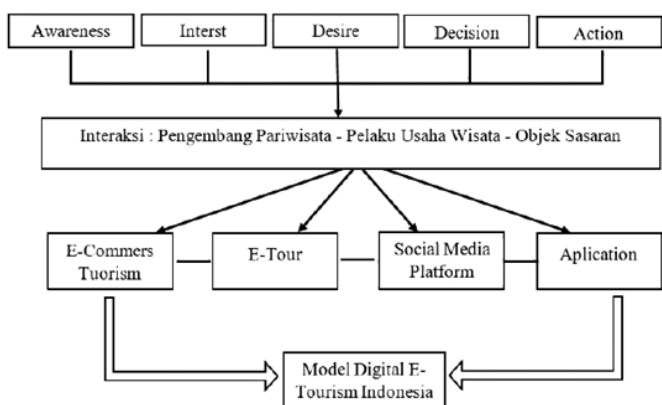 Awareness
Interst
Desire
Decision
Action
Interaksi : Pengembang Pariwisata - Pelaku Usaha Wisata - Objek Sasaran
E-Commers
Tuorism
E-Tour
Social Media
Platform
Aplication
Model Digital E-
Tourism Indonesia